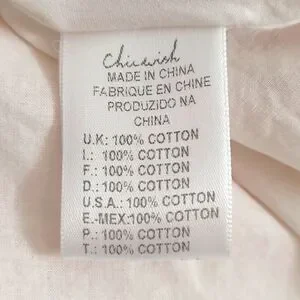 Chicwish
MADE IN CHINA
FABRIQUE EN CHINE
PRODUZIDO NA
CHINA
U.K: 100% COTTON
I.: 100% COTTON
F.: 100% COTTON
D.: 100% COTTON
U.S.A.: 100% COTTON
E.-MEX:100% COTTON
P.: 100% COTTON
T.: 100% COTTON